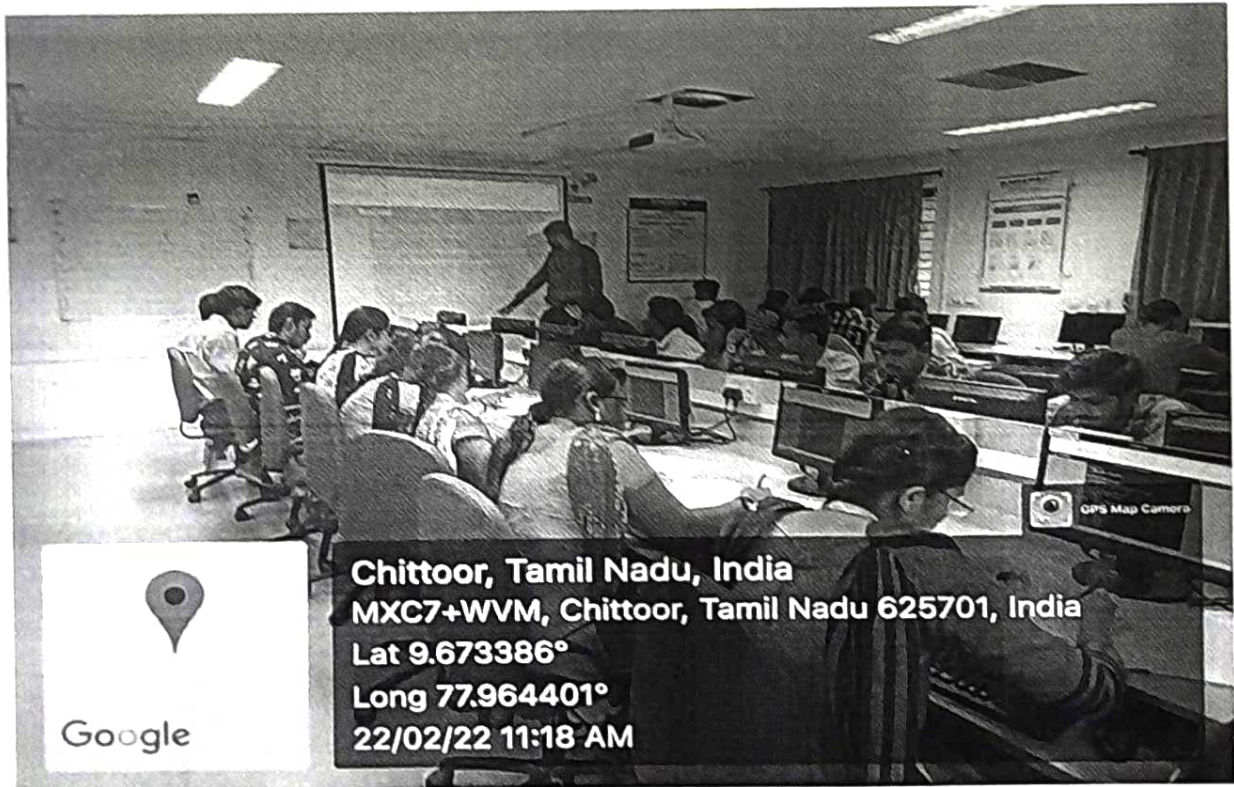 GPS Map Camera
Chittoor, Tamil Nadu, India
MXC7+WVM, Chittoor, Tamil Nadu 625701, India
Lat 9.673386°
Long 77.964401°
22/02/22 11:18 AM
Google